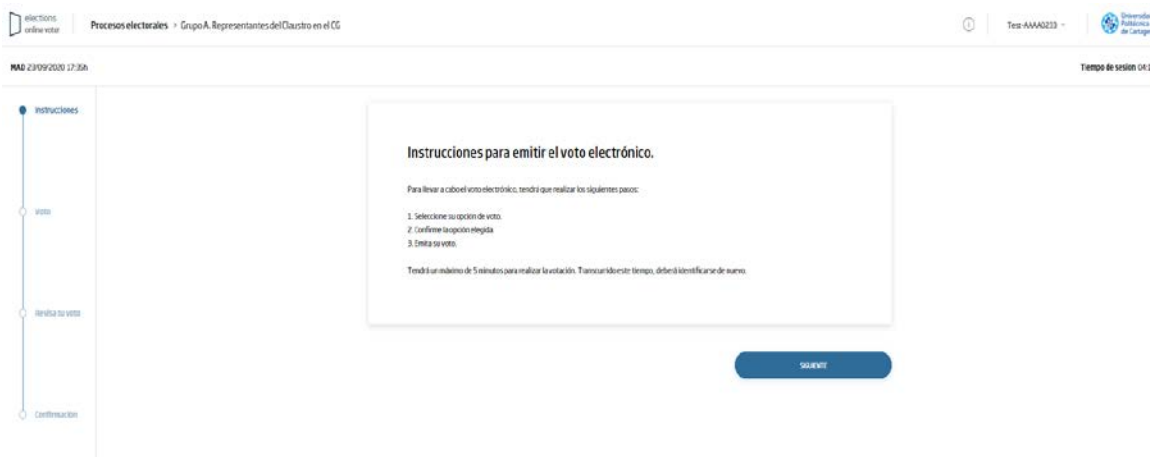 elections
online voter
Procesos electorales > Grupo A. Representantes del Claustro en el CG
Test-AAAA0233
Universidad
Politécnica
de Cartagena
MAD 23/09/2020 17:35h
Tiempo de sesion 04:
Instrucciones
Instrucciones para emitir el voto electrónico.
Para llevar a cabo el voto electrónico, tendrá que realizar los siguientes pasos:
1. Seleccione su opción de voto.
2. Confirme la opción elegida
3. Emita su voto.
Tendrá un máximo de 5 minutos para realizar la votación. Transcurrido este tiempo, deberá identificarse de nuevo.
Voto
Revisa tu voto
SIGUIENTE
Confirmación